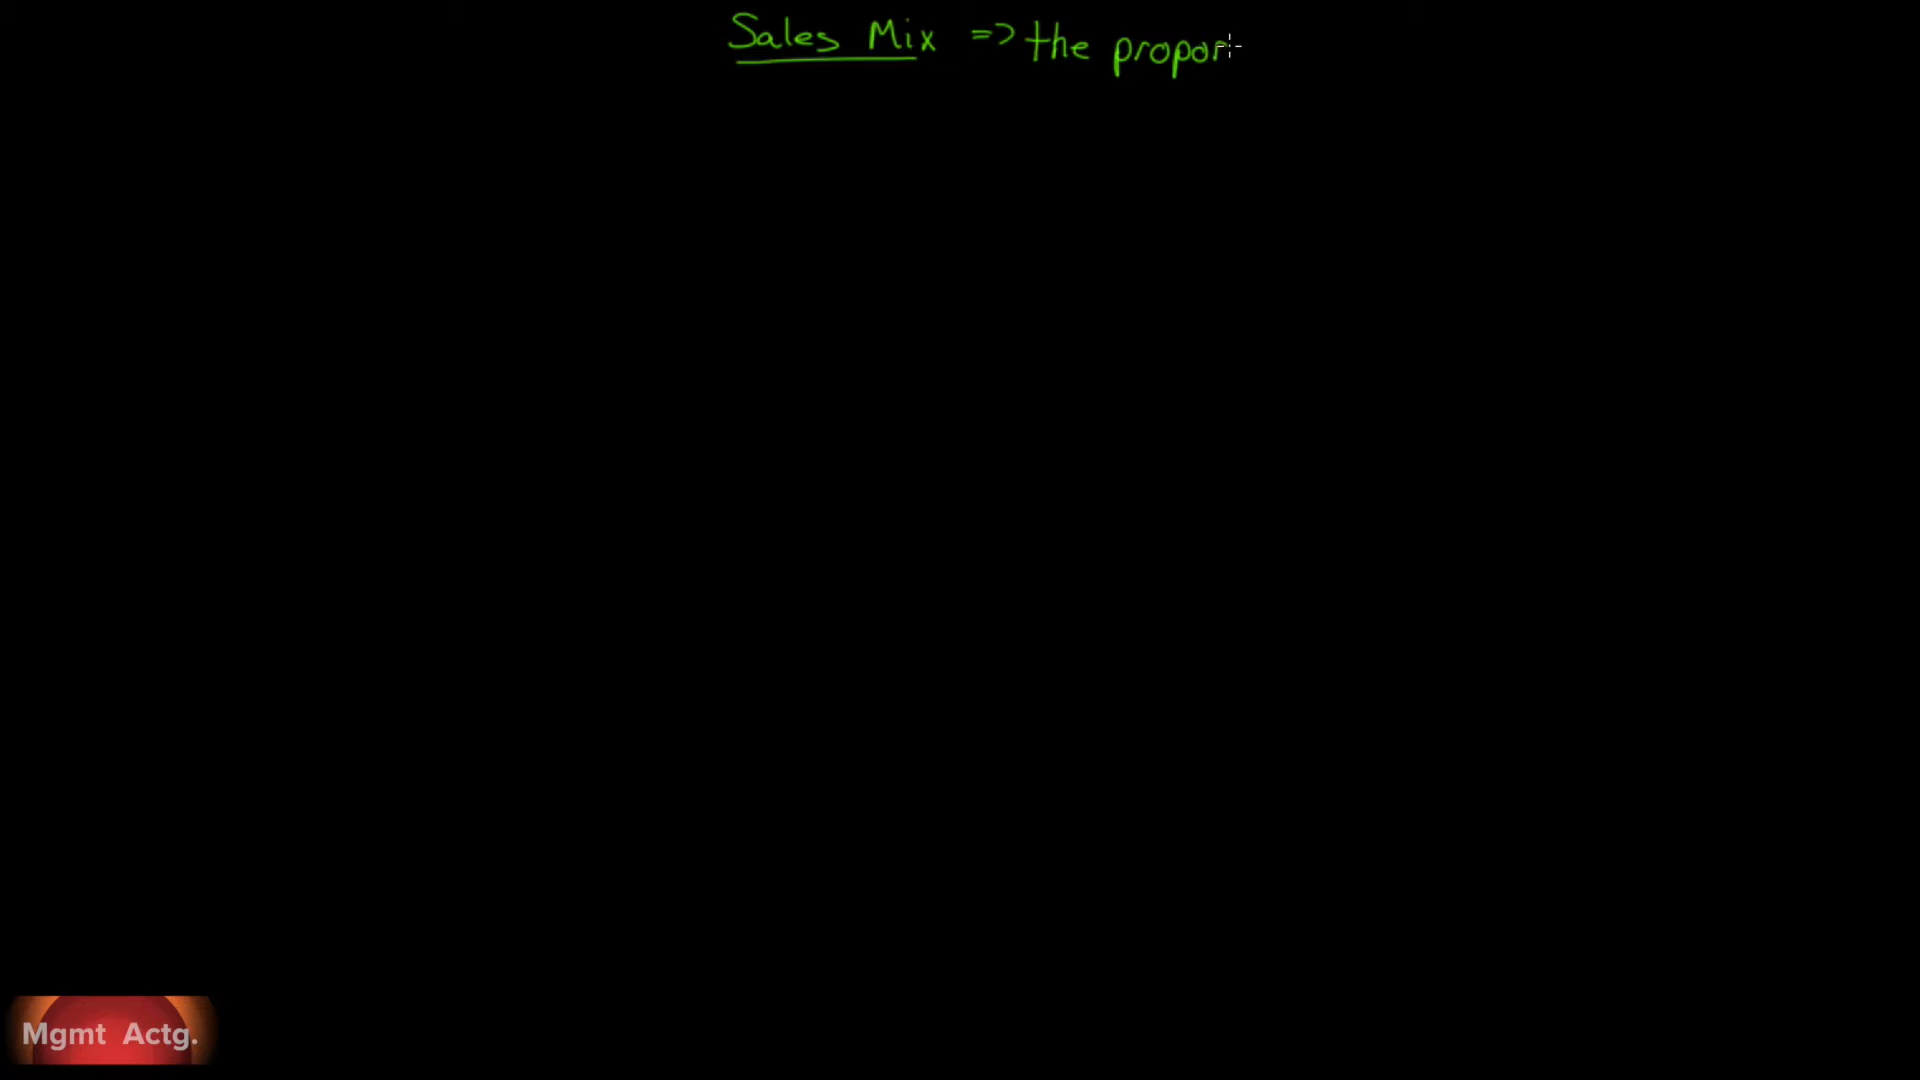 Sales Mix => the propor
Mgmt Actg.